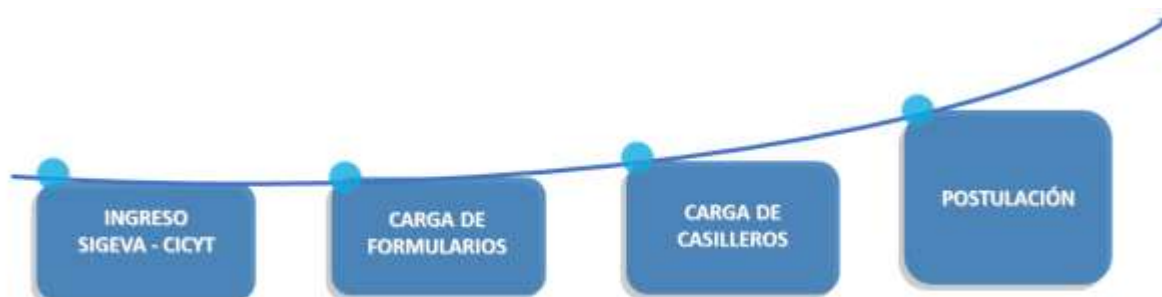 INGRESO
SIGEVA - CICYT
CARGA DE
FORMULARIOS
CARGA DE
CASILLEROS
POSTULACIÓN